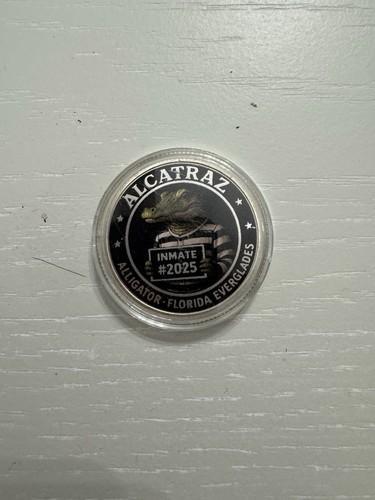 ALCATRAZ
INMATE
#2025
ALLIGATOR · FLORIDA EVERGLADES